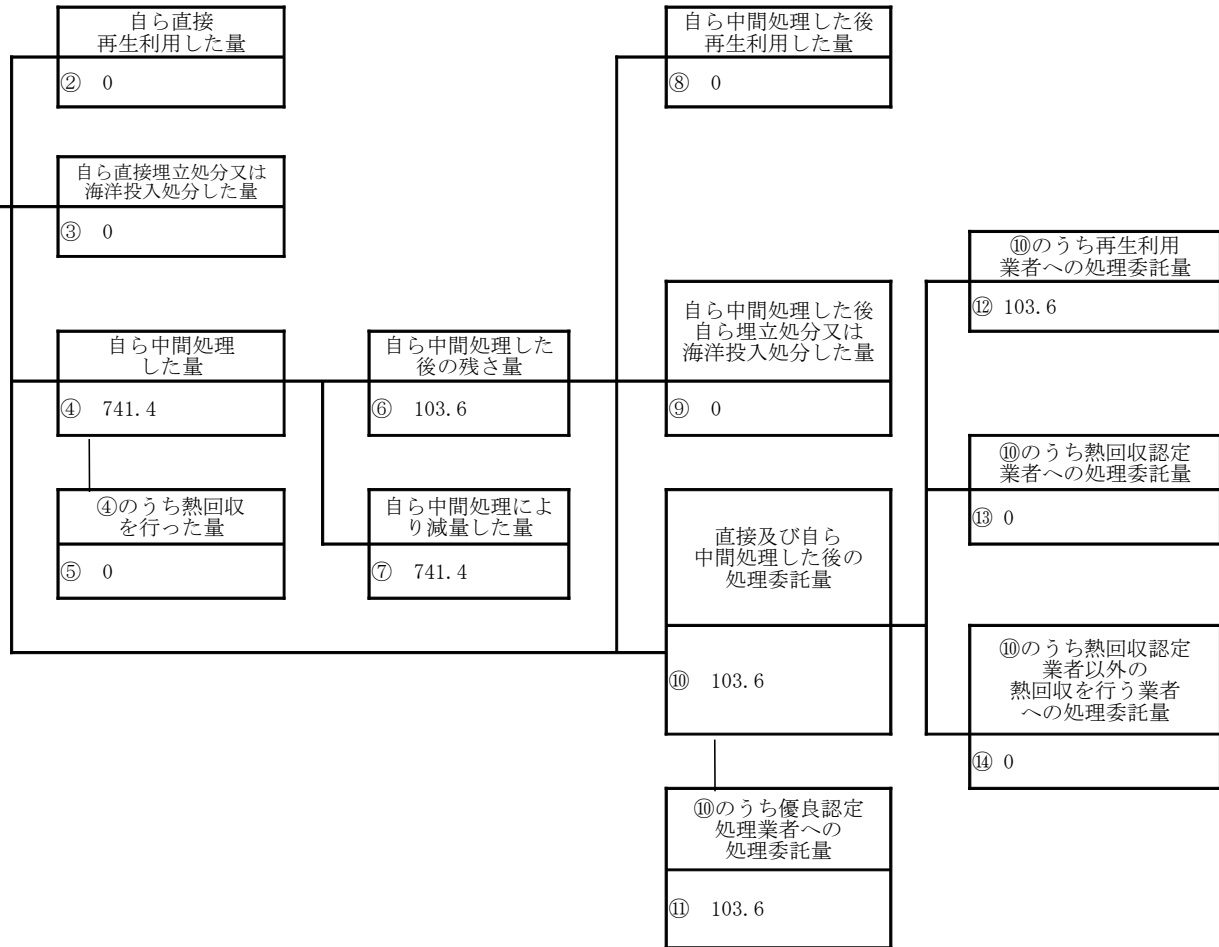 自ら直接
再生利用した量
② 0
自ら中間処理した後
再生利用した量
⑧ 0
自ら直接埋立処分又は
海洋投入処分した量
③ 0
⑩のうち再生利用
業者への処理委託量
⑫ 103.6
自ら中間処理した後
自ら埋立処分又は
海洋投入処分した量
⑨ 0
自ら中間処理
した量
④ 741.4
自ら中間処理した
後の残さ量
⑥ 103.6
⑩のうち熱回収認定
業者への処理委託量
⑬ 0
④のうち熱回収
を行った量
⑤ 0
自ら中間処理によ
り減量した量
⑦ 741.4
直接及び自ら
中間処理した後の
処理委託量
⑩ 103.6
⑩のうち熱回収認定
業者以外の
熱回収を行う業者
への処理委託量
⑭ 0
⑩のうち優良認定
処理業者への
処理委託量
⑪ 103.6